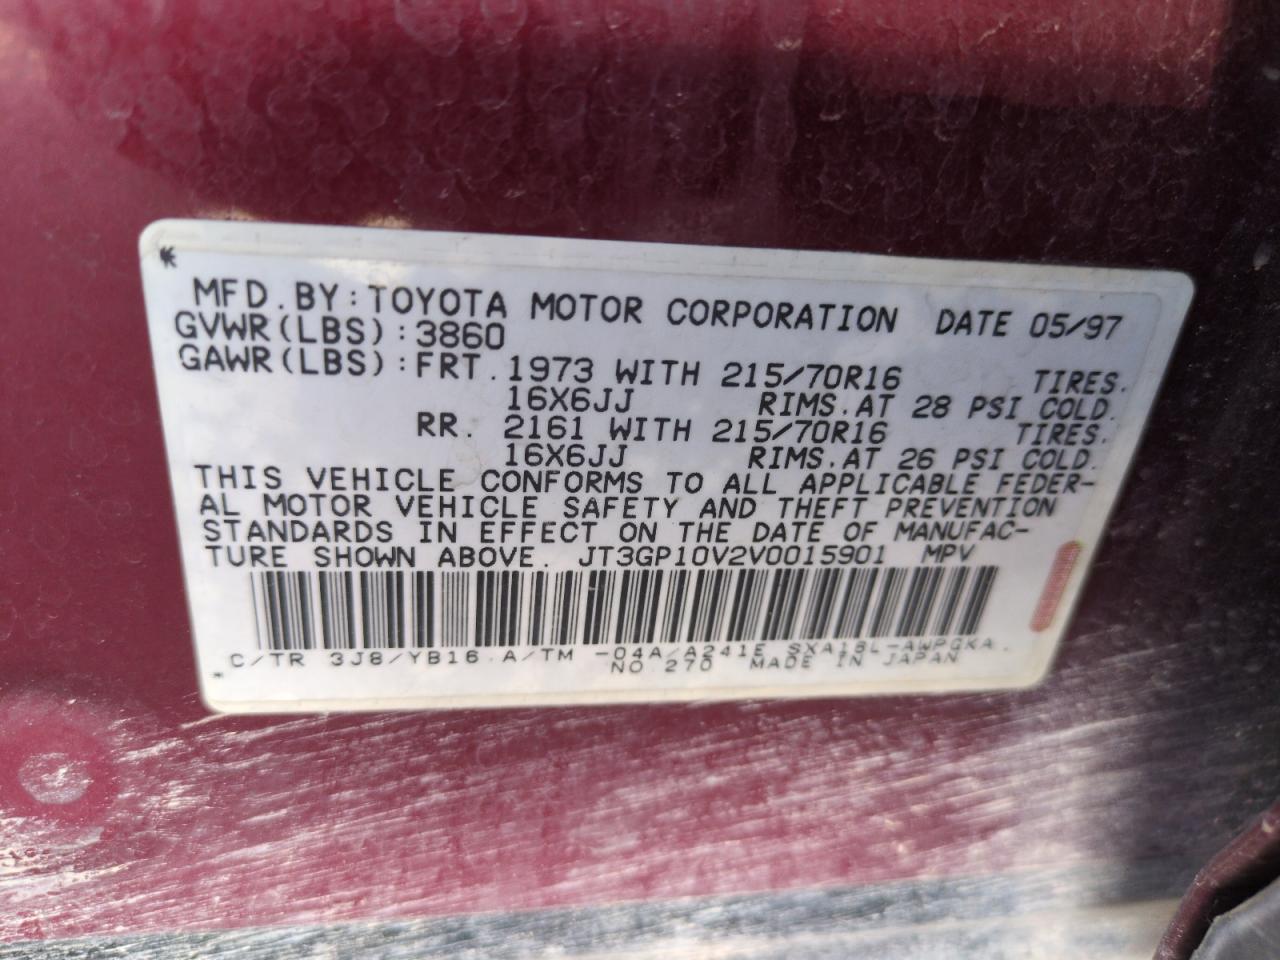 MFD.BY:TOYOTA MOTOR CORPORATION DATE 05/97
GVWR(LBS):3860
GAWR(LBS):FRT. 1973 WITH 215/70R16 TIRES.
16X6JJ RIMS.AT 28 PSI COLD.
RR. 2161 WITH 215/70R16 TIRES.
16X6JJ RIMS.AT 26 PSI COLD.
THIS VEHICLE CONFORMS TO ALL APPLICABLE FEDER-
AL MOTOR VEHICLE SAFETY AND THEFT PREVENTION
STANDARDS IN EFFECT ON THE DATE OF MANUFAC-
TURE SHOWN ABOVE. JT3GP10V2V0015901 MPV
C/TR 3J8/YB16.A/TM -04A/A241E SXA18L-AWPGKA.
NO.270 MADE IN JAPAN